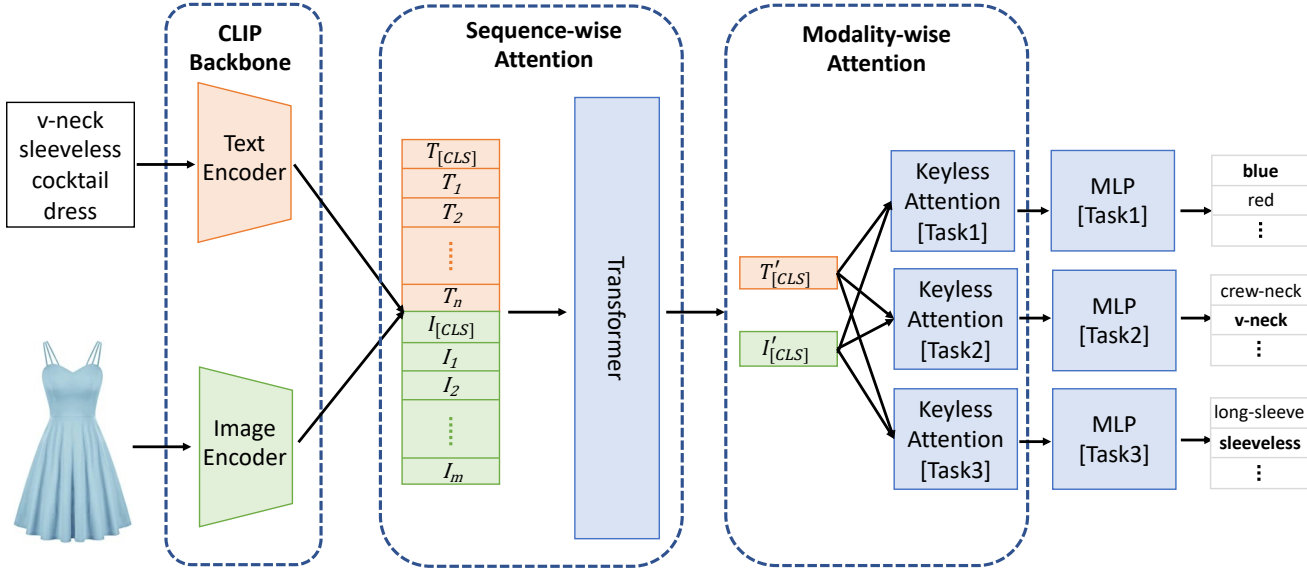 CLIP
Backbone
Sequence-wise
Attention
Modality-wise
Attention
v-neck
sleeveless
cocktail
dress
Text
Encoder
Image
Encoder
T[CLS]
T1
T2
Tn
I[CLS]
I1
I2
Im
Transformer
T′[CLS]
I′[CLS]
Keyless
Attention
[Task1]
Keyless
Attention
[Task2]
Keyless
Attention
[Task3]
MLP
[Task1]
MLP
[Task2]
MLP
[Task3]
blue
red
crew-neck
v-neck
long-sleeve
sleeveless